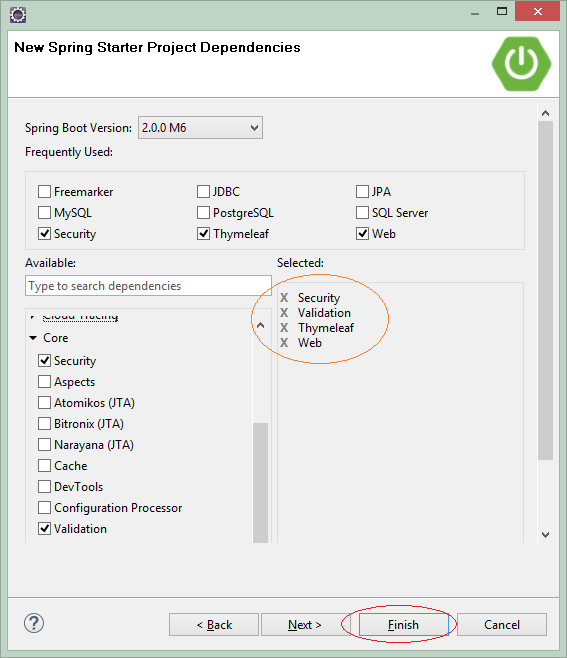 New Spring Starter Project Dependencies
Spring Boot Version: 2.0.0 M6
Frequently Used:
Freemarker JDBC JPA
MySQL PostgreSQL SQL Server
Security Thymeleaf Web
Available: Selected:
Type to search dependencies
X Security
X Validation
X Thymeleaf
X Web
Cloud Tracing
Core
Security
Aspects
Atomikos (JTA)
Bitronix (JTA)
Narayana (JTA)
Cache
DevTools
Configuration Processor
Validation
? < Back Next > Finish Cancel